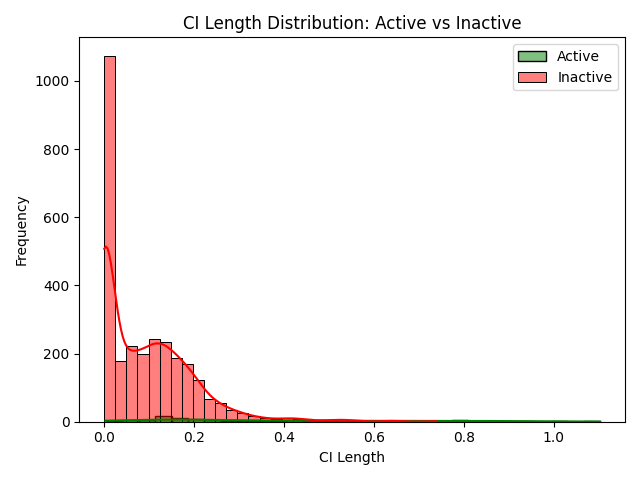 CI Length Distribution: Active vs Inactive
Active
Inactive
1000
800
600
400
200
0
Frequency
0.0 0.2 0.4 0.6 0.8 1.0
CI Length